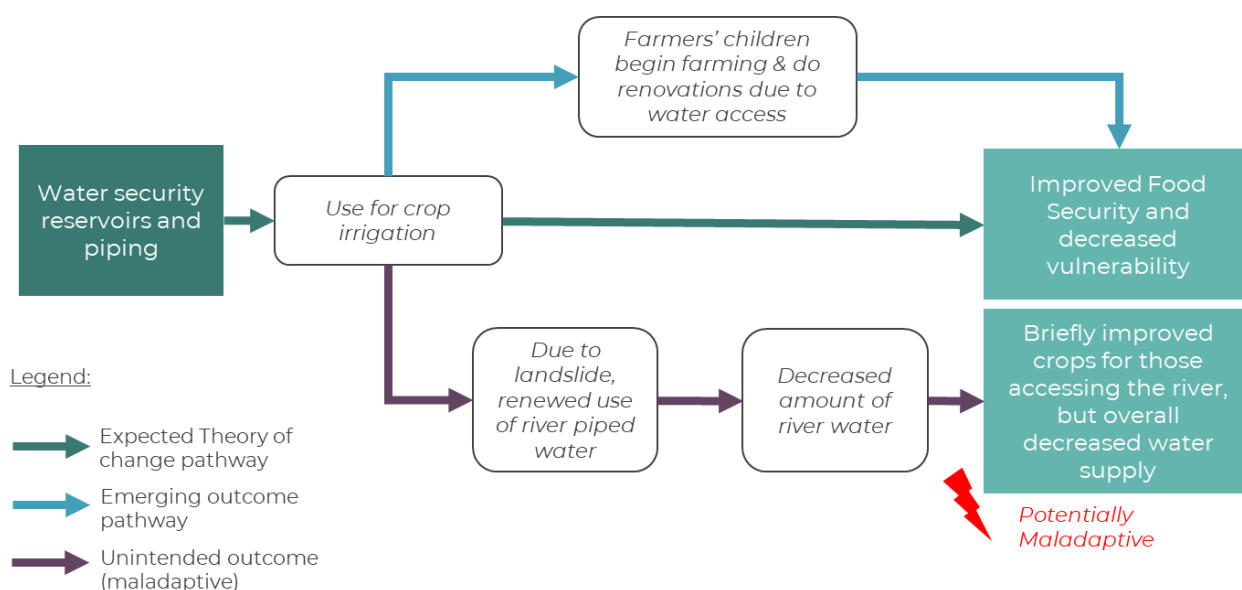 Farmers’ children
begin farming & do
renovations due to
water access
Water security
reservoirs and
piping
Use for crop
irrigation
Improved Food
Security and
decreased
vulnerability
Due to
landslide,
renewed use
of river piped
water
Decreased
amount of
river water
Briefly improved
crops for those
accessing the river,
but overall
decreased water
supply
Potentially
Maladaptive
Legend:
Expected Theory of
change pathway
Emerging outcome
pathway
Unintended outcome
(maladaptive)